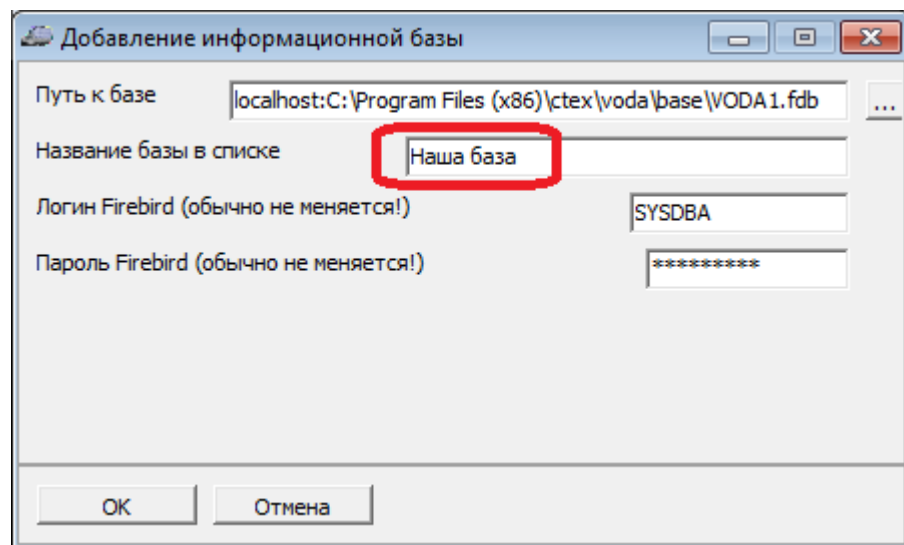 Добавление информационной базы
Путь к базе localhost:C:\Program Files (x86)\ctex\voda\base\VODA1.fdb ...
Название базы в списке Наша база
Логин Firebird (обычно не меняется!) SYSDBA
Пароль Firebird (обычно не меняется!) *********
OK Отмена